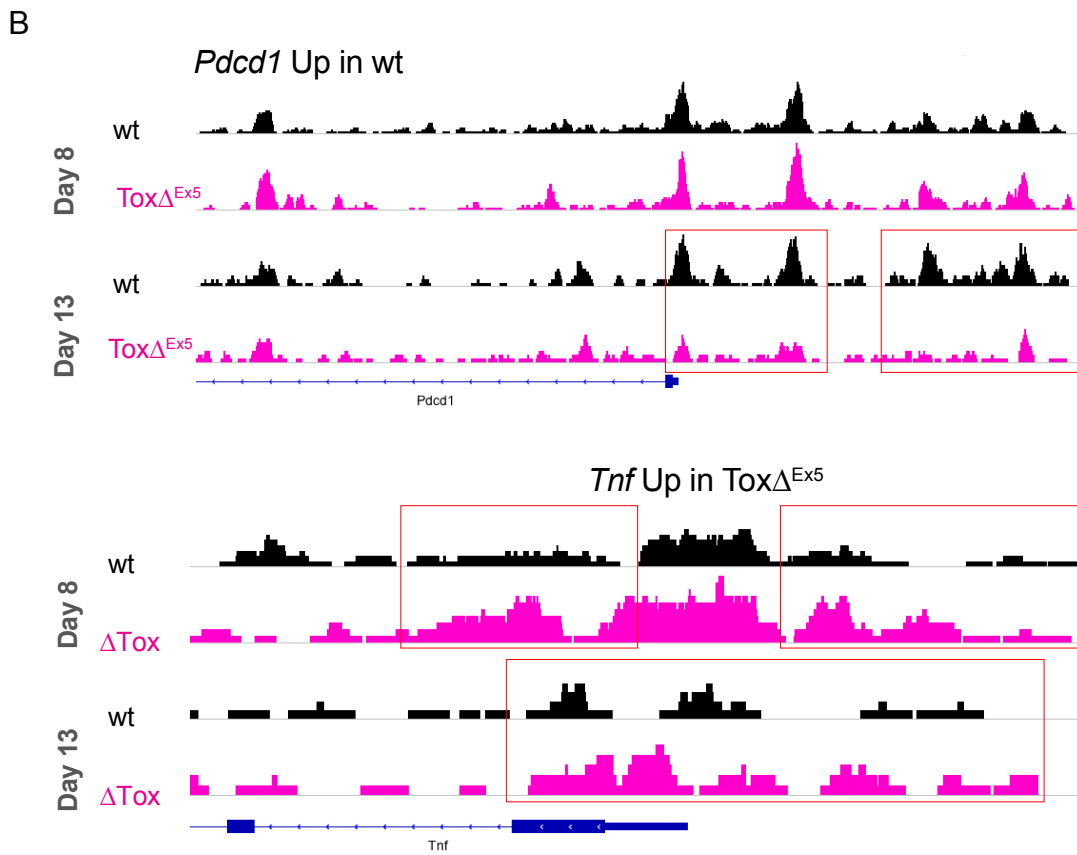 B
Pdcd1 Up in wt
Day 8
wt
ToxΔEx5
Day 13
wt
ToxΔEx5
Pdcd1
Tnf Up in ToxΔEx5
Day 8
wt
ΔTox
Day 13
wt
ΔTox
Tnf